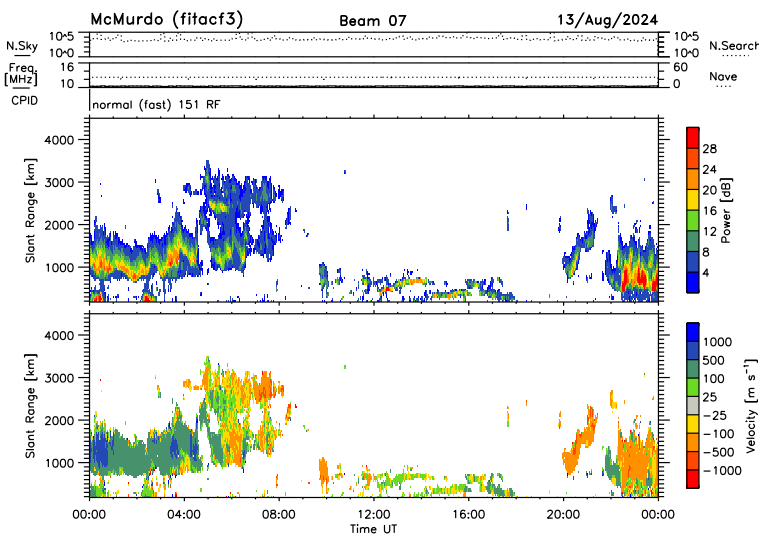 McMurdo (fitacf3) Beam 07 13/Aug/2024
N.Sky 10^5 10^0 10^5 10^0 N.Search
Freq [MHz] 16 10 60 0 Nave
CPID normal (fast) 151 RF
Slant Range [km] 4000 3000 2000 1000
28 24 20 16 12 8 4 Power [dB]
Slant Range [km] 4000 3000 2000 1000
1000 500 100 25 −25 −100 −500 −1000 Velocity [m s⁻¹]
00:00 04:00 08:00 12:00 16:00 20:00 00:00
Time UT